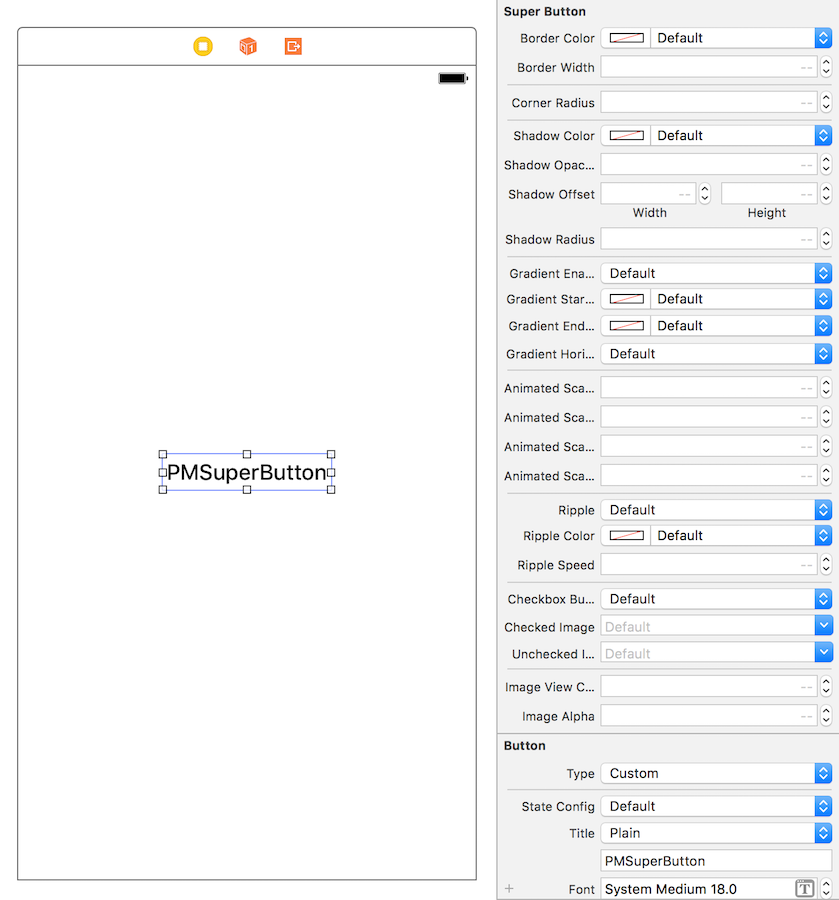 PMSuperButton
Super Button
Border Color Default
Border Width --
Corner Radius --
Shadow Color Default
Shadow Opac... --
Shadow Offset -- --
Width Height
Shadow Radius --
Gradient Ena... Default
Gradient Star... Default
Gradient End... Default
Gradient Hori... Default
Animated Sca... --
Animated Sca... --
Animated Sca... --
Animated Sca... --
Ripple Default
Ripple Color Default
Ripple Speed --
Checkbox Bu... Default
Checked Image Default
Unchecked I... Default
Image View C... --
Image Alpha --
Button
Type Custom
State Config Default
Title Plain
PMSuperButton
+ Font System Medium 18.0 T